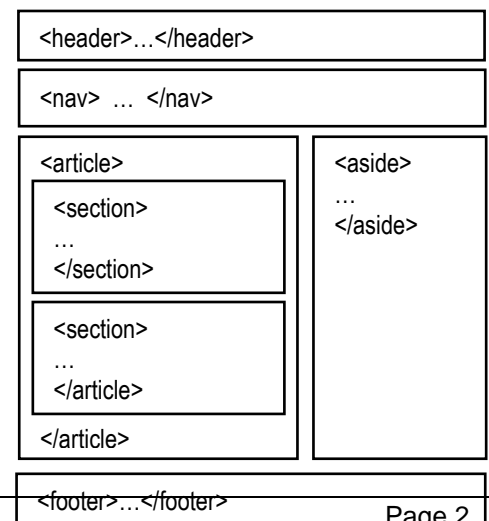 <header>…</header>
<nav> … </nav>
<article>
<section>
…
</section>
<section>
…
</article>
</article>
<aside>
…
</aside>
<footer>…</footer>
Page 2